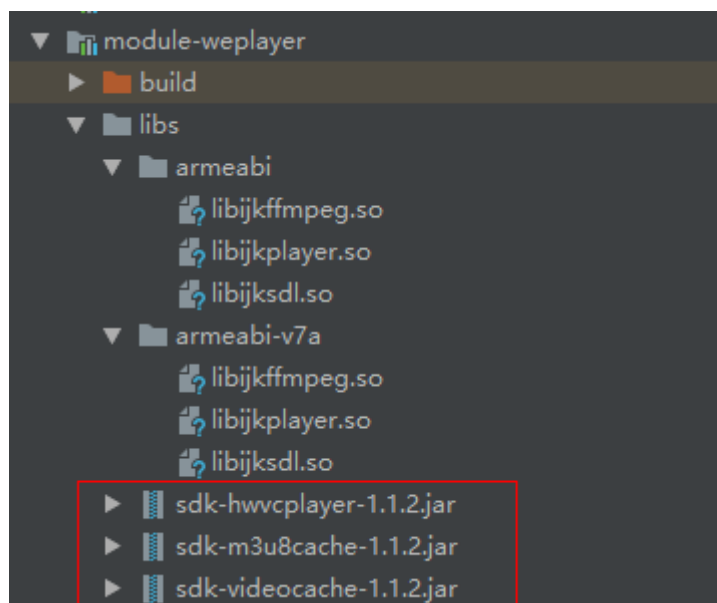 module-weplayer
build
libs
armeabi
libijkffmpeg.so
libijkplayer.so
libijksdl.so
armeabi-v7a
libijkffmpeg.so
libijkplayer.so
libijksdl.so
sdk-hwvcplayer-1.1.2.jar
sdk-m3u8cache-1.1.2.jar
sdk-videocache-1.1.2.jar